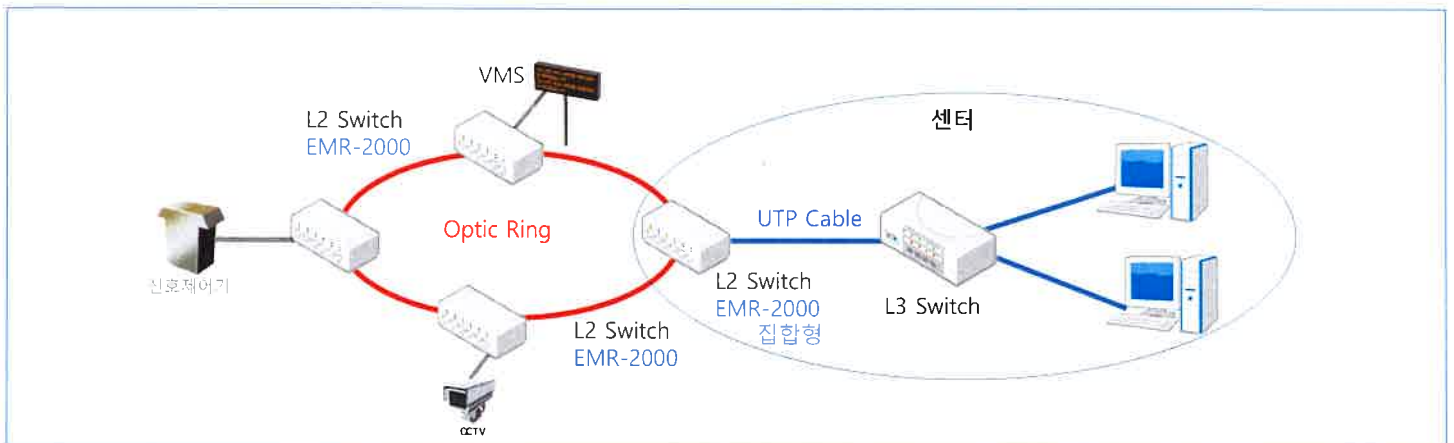 VMS
L2 Switch
EMR-2000
센터
Optic Ring
UTP Cable
신호제어기
L2 Switch
EMR-2000
집합형
L3 Switch
L2 Switch
EMR-2000
CCTV